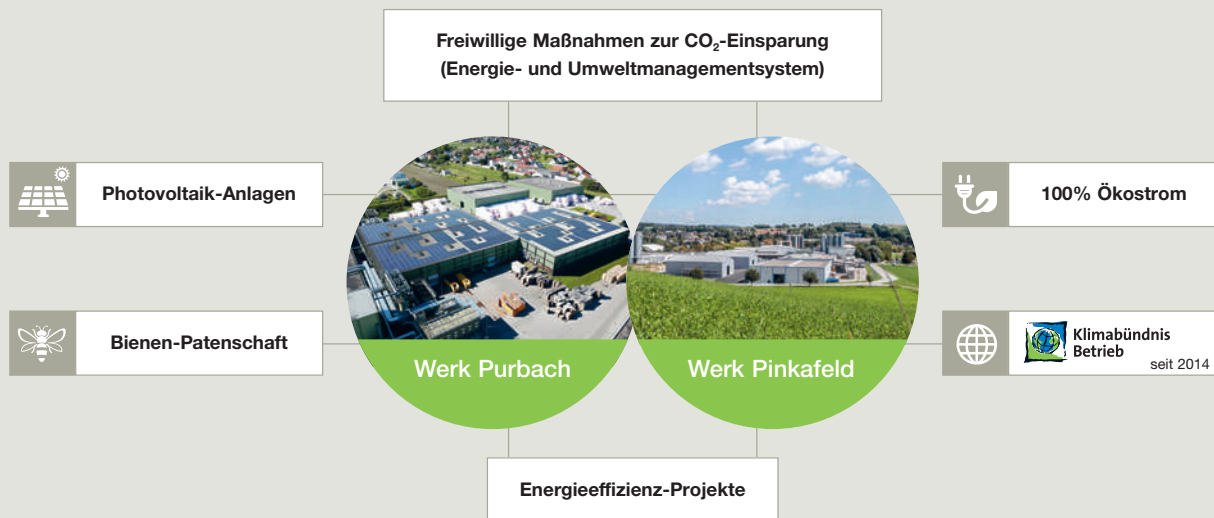 Freiwillige Maßnahmen zur CO₂-Einsparung
(Energie- und Umweltmanagementsystem)
Photovoltaik-Anlagen
100% Ökostrom
Bienen-Patenschaft
Klimabündnis
Betrieb
seit 2014
Werk Purbach
Werk Pinkafeld
Energieeffizienz-Projekte